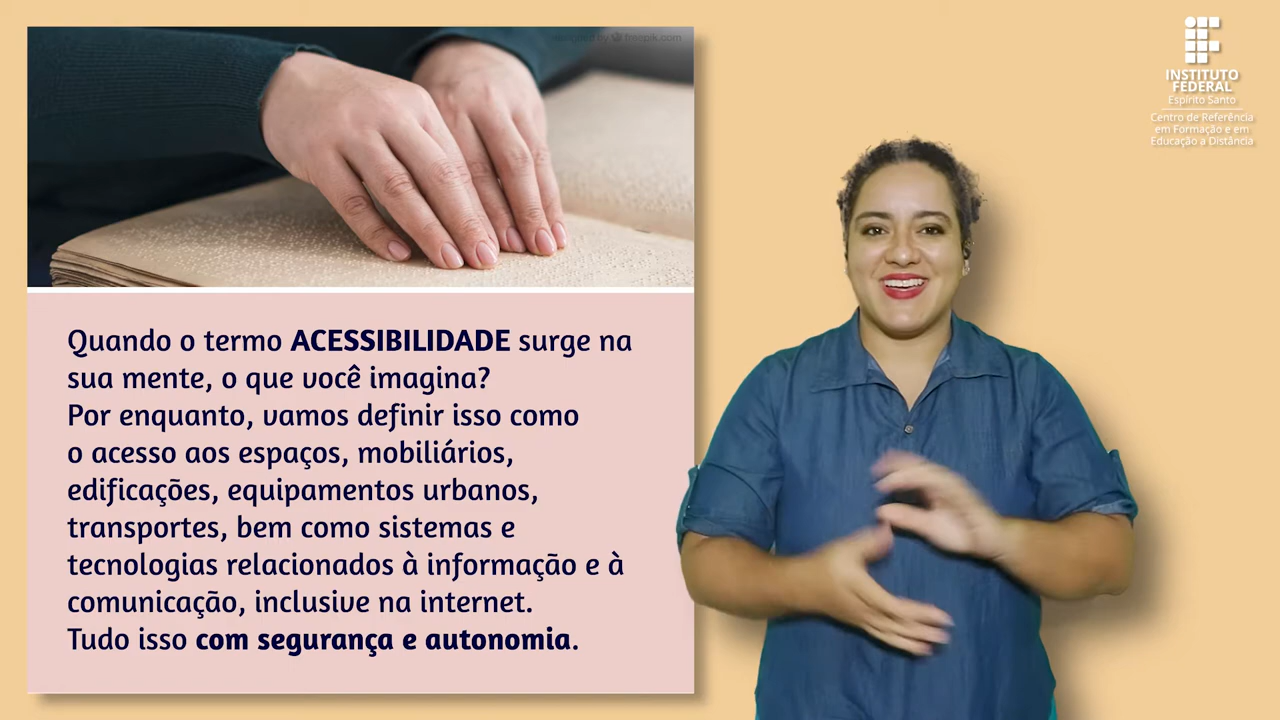 designed by freepik.com
INSTITUTO
FEDERAL
Espírito Santo
Centro de Referência
em Formação e em
Educação a Distância
Quando o termo ACESSIBILIDADE surge na
sua mente, o que você imagina?
Por enquanto, vamos definir isso como
o acesso aos espaços, mobiliários,
edificações, equipamentos urbanos,
transportes, bem como sistemas e
tecnologias relacionados à informação e à
comunicação, inclusive na internet.
Tudo isso com segurança e autonomia.